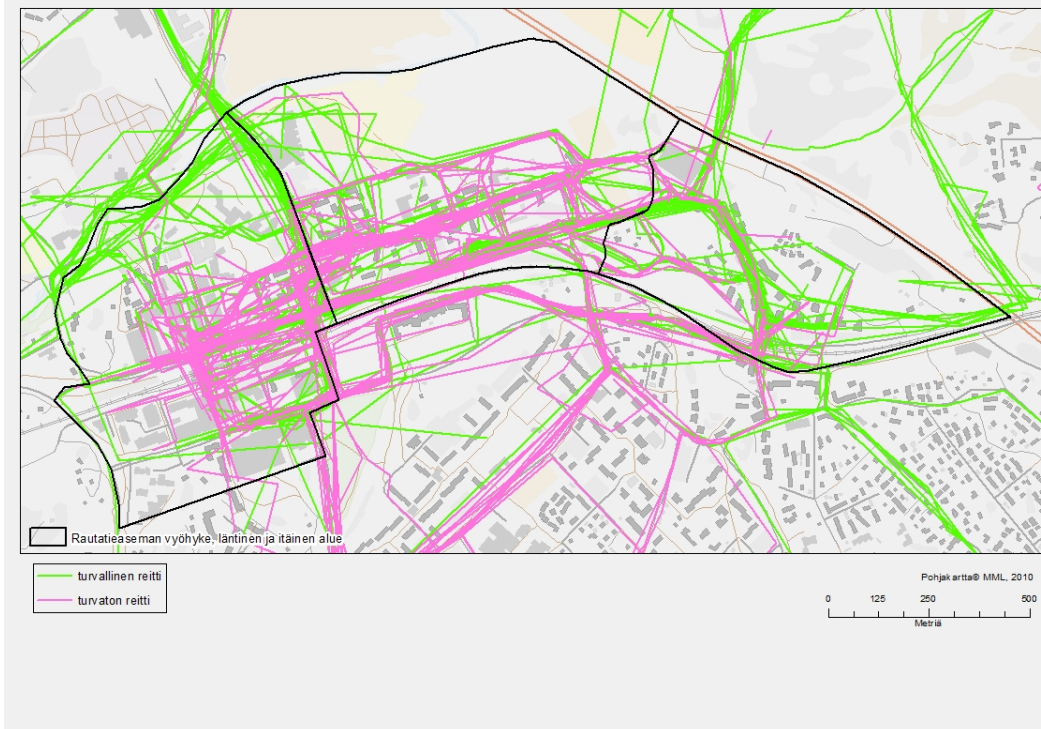 Rautatieaseman vyöhyke, läntinen ja itäinen alue
turvallinen reitti
turvaton reitti
Pohjakartta© MML, 2010
0 125 250 500
Metriä